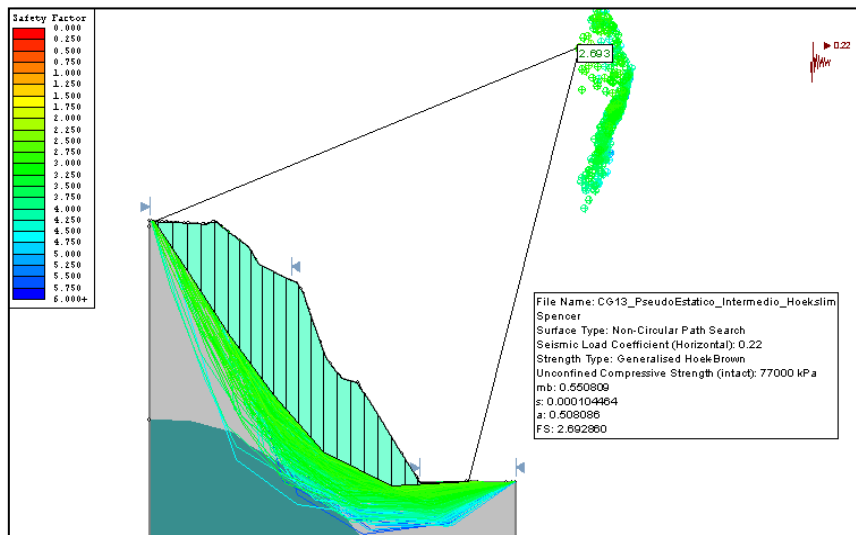 Safety Factor
0.000
0.250
0.500
0.750
1.000
1.250
1.500
1.750
2.000
2.250
2.500
2.750
3.000
3.250
3.500
3.750
4.000
4.250
4.500
4.750
5.000
5.250
5.500
5.750
6.000+
2.693
0.22
File Name: CG13_PseudoEstatico_Intermedio_Hoek.slim
Spencer
Surface Type: Non-Circular Path Search
Seismic Load Coefficient (Horizontal): 0.22
Strength Type: Generalised Hoek-Brown
Unconfined Compressive Strength (intact): 77000 kPa
mb: 0.550809
s: 0.000104464
a: 0.508086
FS: 2.692860